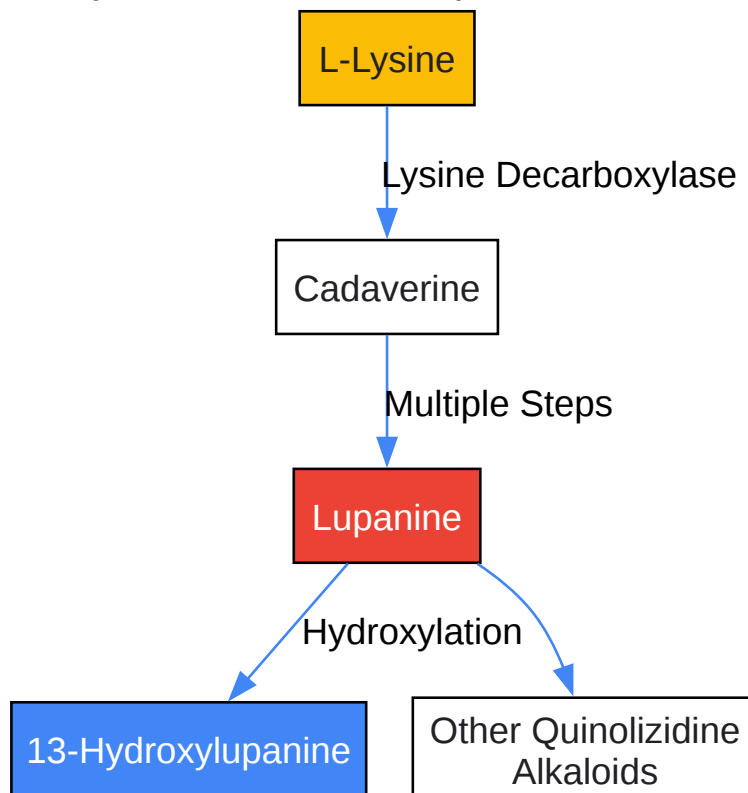 L-Lysine
Lysine Decarboxylase
Cadaverine
Multiple Steps
Lupanine
Hydroxylation
13-Hydroxylupanine
Other Quinolizidine
Alkaloids